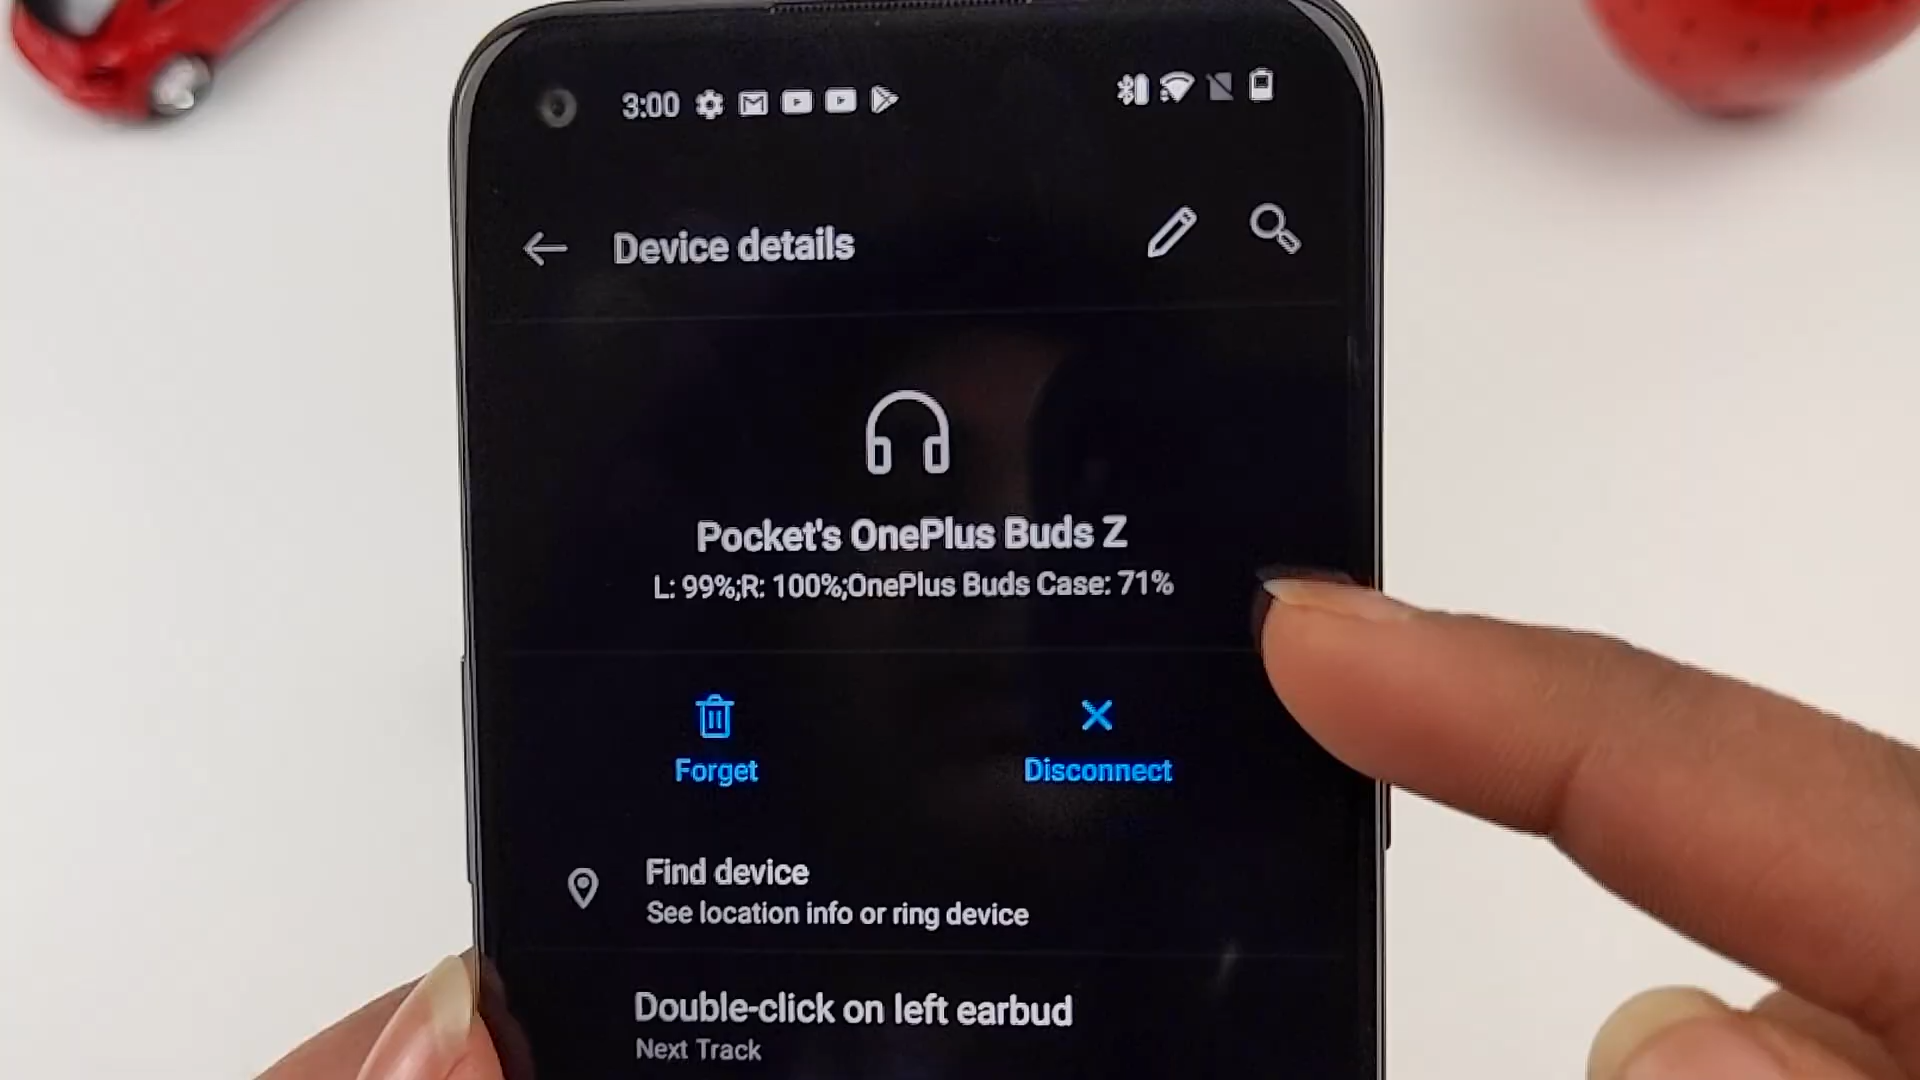 3:00
Device details
Pocket's OnePlus Buds Z
L: 99%;R: 100%;OnePlus Buds Case: 71%
Forget
Disconnect
Find device
See location info or ring device
Double-click on left earbud
Next Track